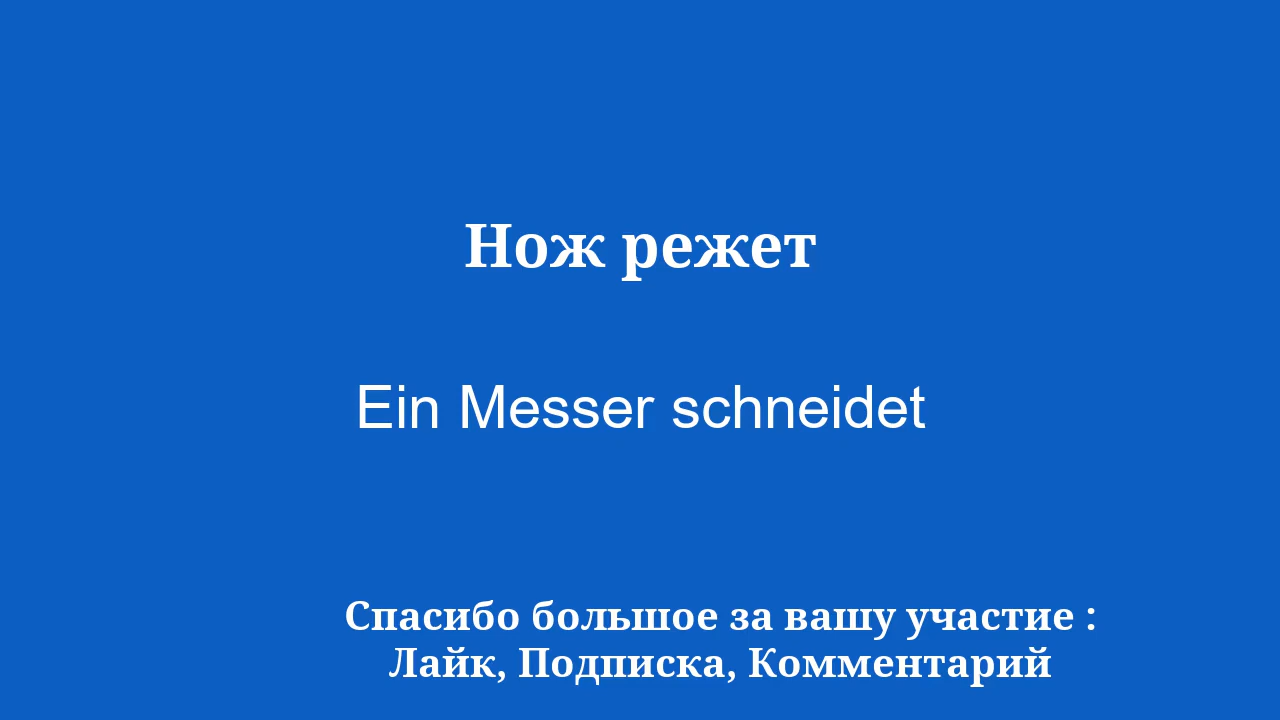 Нож режет
Ein Messer schneidet
Спасибо большое за вашу участие :
Лайк, Подписка, Комментарий